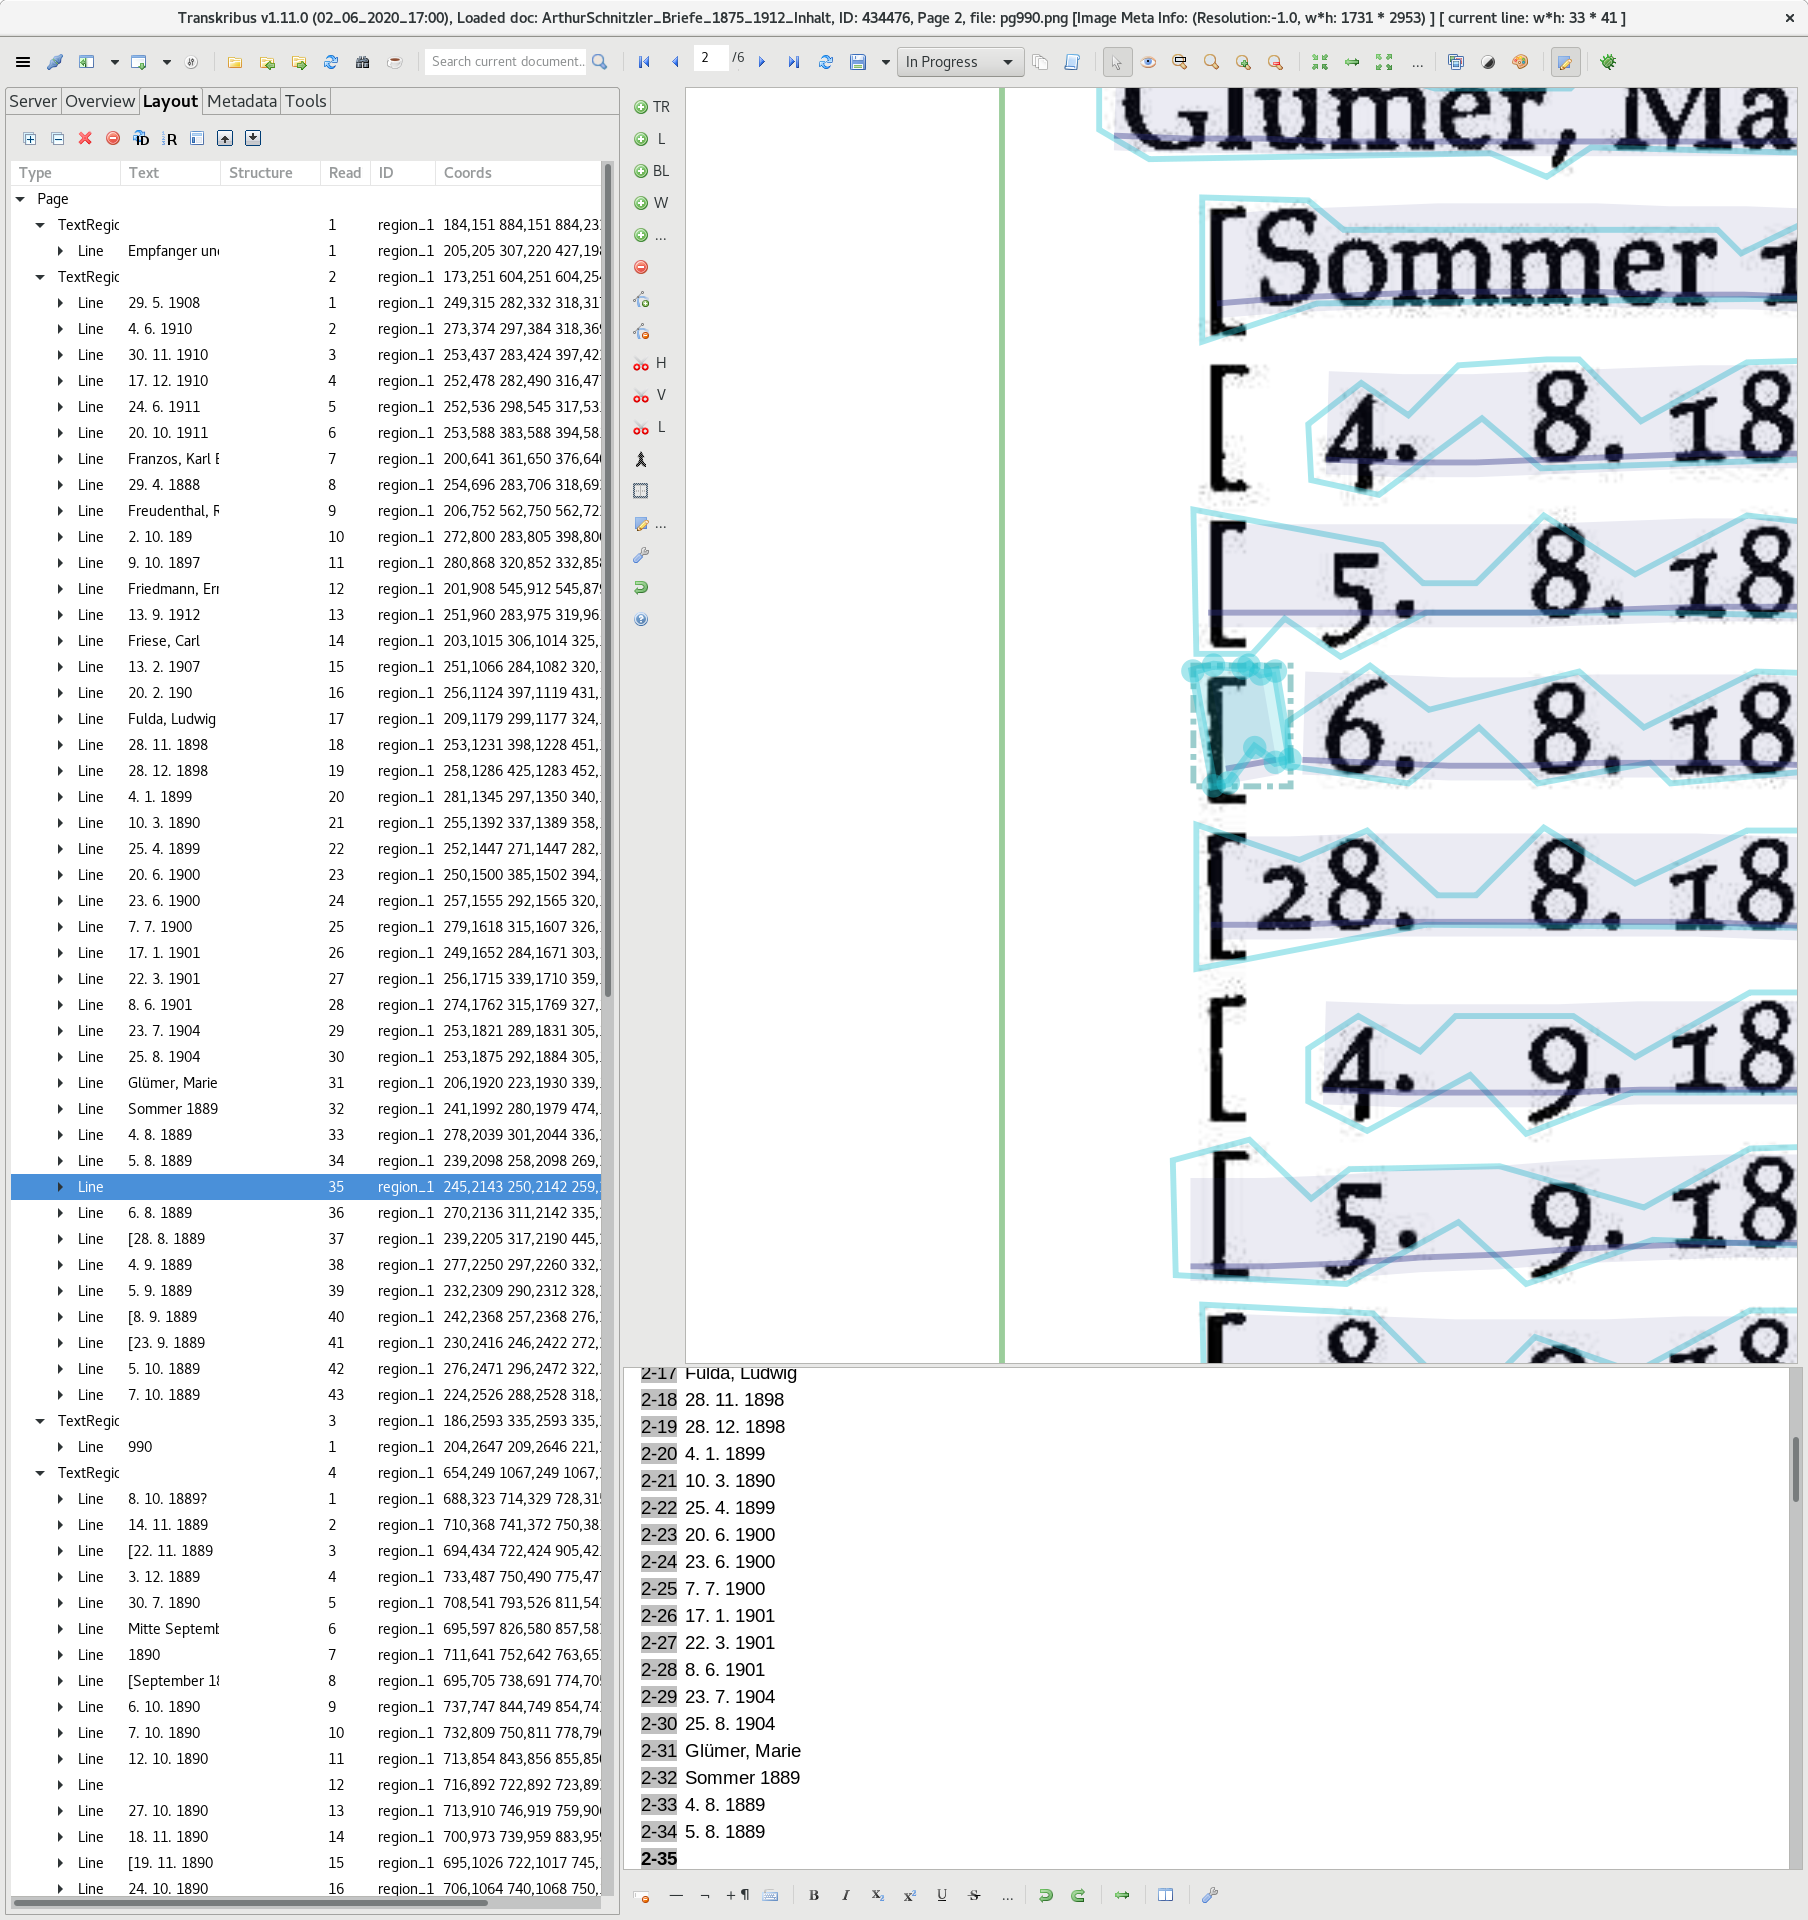 Transkribus v1.11.0 (02_06_2020_17:00), Loaded doc: ArthurSchnitzler_Briefe_1875_1912_Inhalt, ID: 434476, Page 2, file: pg990.png [Image Meta Info: (Resolution:-1.0, w*h: 1731 * 2953) ] [ current line: w*h: 33 * 41 ]
Search current document... 2 /6 In Progress ...
Server Overview Layout Metadata Tools
ID R
Type Text Structure Read ID Coords
Page
TextRegic 1 region_1 184,151 884,151 884,23
Line Empfanger un 1 region_1 205,205 307,220 427,19
TextRegic 2 region_1 173,251 604,251 604,25
Line 29. 5. 1908 1 region_1 249,315 282,332 318,31
Line 4. 6. 1910 2 region_1 273,374 297,384 318,36
Line 30. 11. 1910 3 region_1 253,437 283,424 397,42
Line 17. 12. 1910 4 region_1 252,478 282,490 316,47
Line 24. 6. 1911 5 region_1 252,536 298,545 317,53
Line 20. 10. 1911 6 region_1 253,588 383,588 394,58
Line Franzos, Karl E 7 region_1 200,641 361,650 376,64
Line 29. 4. 1888 8 region_1 254,696 283,706 318,69
Line Freudenthal, R 9 region_1 206,752 562,750 562,72
Line 2. 10. 189 10 region_1 272,800 283,805 398,80
Line 9. 10. 1897 11 region_1 280,868 320,852 332,85
Line Friedmann, Er 12 region_1 201,908 545,912 545,87
Line 13. 9. 1912 13 region_1 251,960 283,975 319,96
Line Friese, Carl 14 region_1 203,1015 306,1014 325,
Line 13. 2. 1907 15 region_1 251,1066 284,1082 320,
Line 20. 2. 190 16 region_1 256,1124 397,1119 431,
Line Fulda, Ludwig 17 region_1 209,1179 299,1177 324,
Line 28. 11. 1898 18 region_1 253,1231 398,1228 451,
Line 28. 12. 1898 19 region_1 258,1286 425,1283 452,
Line 4. 1. 1899 20 region_1 281,1345 297,1350 340,
Line 10. 3. 1890 21 region_1 255,1392 337,1389 358,
Line 25. 4. 1899 22 region_1 252,1447 271,1447 282,
Line 20. 6. 1900 23 region_1 250,1500 385,1502 394,
Line 23. 6. 1900 24 region_1 257,1555 292,1565 320,
Line 7. 7. 1900 25 region_1 279,1618 315,1607 326,
Line 17. 1. 1901 26 region_1 249,1652 284,1671 303,
Line 22. 3. 1901 27 region_1 256,1715 339,1710 359,
Line 8. 6. 1901 28 region_1 274,1762 315,1769 327,
Line 23. 7. 1904 29 region_1 253,1821 289,1831 305,
Line 25. 8. 1904 30 region_1 253,1875 292,1884 305,
Line Glümer, Marie 31 region_1 206,1920 223,1930 339,
Line Sommer 1889 32 region_1 241,1992 280,1979 474,
Line 4. 8. 1889 33 region_1 278,2039 301,2044 336,
Line 5. 8. 1889 34 region_1 239,2098 258,2098 269,
Line 35 region_1 245,2143 250,2142 259,
Line 6. 8. 1889 36 region_1 270,2136 311,2142 335,
Line [28. 8. 1889 37 region_1 239,2205 317,2190 445,
Line 4. 9. 1889 38 region_1 277,2250 297,2260 332,
Line 5. 9. 1889 39 region_1 232,2309 290,2312 328,
Line [8. 9. 1889 40 region_1 242,2368 257,2368 276,
Line [23. 9. 1889 41 region_1 230,2416 246,2422 272,
Line 5. 10. 1889 42 region_1 276,2471 296,2472 322,
Line 7. 10. 1889 43 region_1 224,2526 288,2528 318,
TextRegic 3 region_1 186,2593 335,2593 335,
Line 990 1 region_1 204,2647 209,2646 221,
TextRegic 4 region_1 654,249 1067,249 1067,
Line 8. 10. 1889? 1 region_1 688,323 714,329 728,31
Line 14. 11. 1889 2 region_1 710,368 741,372 750,38
Line [22. 11. 1889 3 region_1 694,434 722,424 905,42
Line 3. 12. 1889 4 region_1 733,487 750,490 775,47
Line 30. 7. 1890 5 region_1 708,541 793,526 811,54
Line Mitte Septemb 6 region_1 695,597 826,580 857,58
Line 1890 7 region_1 711,641 752,642 763,65
Line [September 18 8 region_1 695,705 738,691 774,70
Line 6. 10. 1890 9 region_1 737,747 844,749 854,74
Line 7. 10. 1890 10 region_1 732,809 750,811 778,79
Line 12. 10. 1890 11 region_1 713,854 843,856 855,85
Line 12 region_1 716,892 722,892 723,89
Line 27. 10. 1890 13 region_1 713,910 746,919 759,90
Line 18. 11. 1890 14 region_1 700,973 739,959 883,95
Line [19. 11. 1890 15 region_1 695,1026 722,1017 745,
Line 24. 10. 1890 16 region_1 706,1064 740,1068 750,
TR
L
BL
W
...
H
V
L
...
Glümer, Ma
[Sommer 1
[ 4. 8. 18
[ 5. 8. 18
[ 6. 8. 18
[28. 8. 18
[ 4. 9. 18
[ 5. 9. 18
[ 8. 9. 18
2-17 Fulda, Ludwig
2-18 28. 11. 1898
2-19 28. 12. 1898
2-20 4. 1. 1899
2-21 10. 3. 1890
2-22 25. 4. 1899
2-23 20. 6. 1900
2-24 23. 6. 1900
2-25 7. 7. 1900
2-26 17. 1. 1901
2-27 22. 3. 1901
2-28 8. 6. 1901
2-29 23. 7. 1904
2-30 25. 8. 1904
2-31 Glümer, Marie
2-32 Sommer 1889
2-33 4. 8. 1889
2-34 5. 8. 1889
2-35
— ¬ +¶ B I X₂ x² U S ...